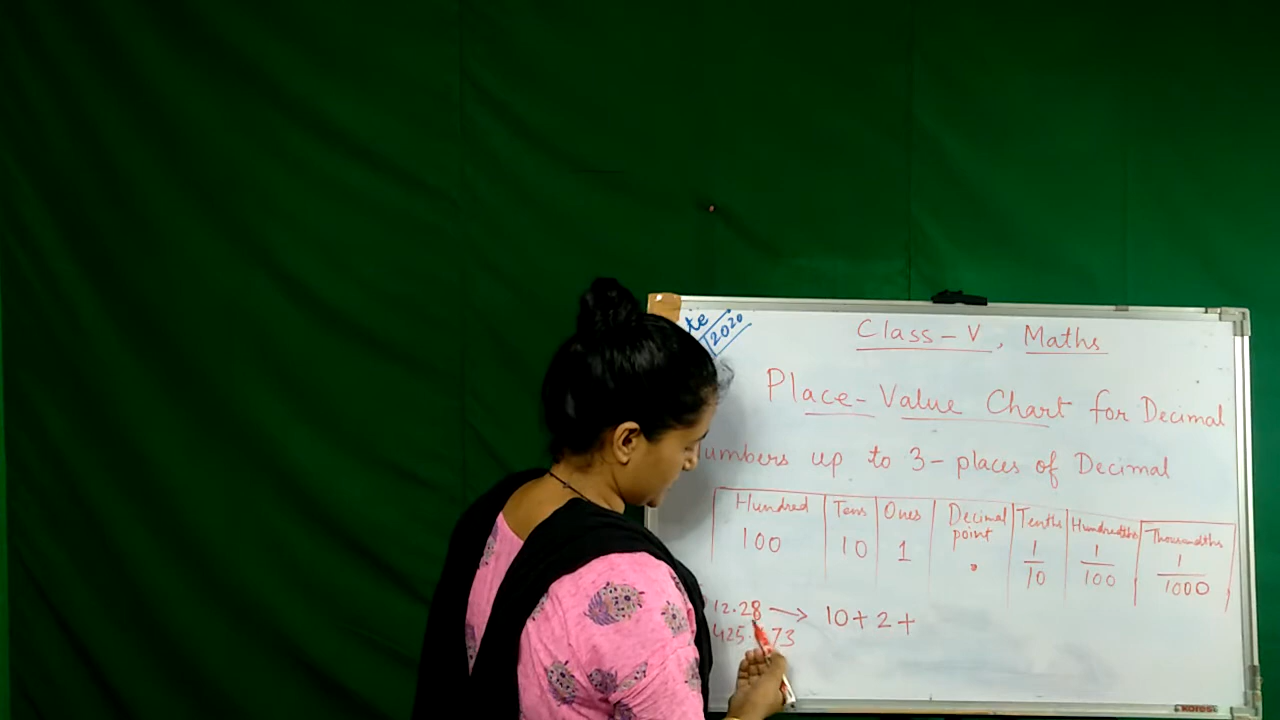 2020
Class-V, Maths
Place-Value Chart for Decimal
umbers up to 3-places of Decimal
Hundred Tens Ones Decimal point Tenths Hundredths Thousandths
100 10 1 . 1/10 1/100 1/1000
12.28 → 10+2+
425. 73
KOROS